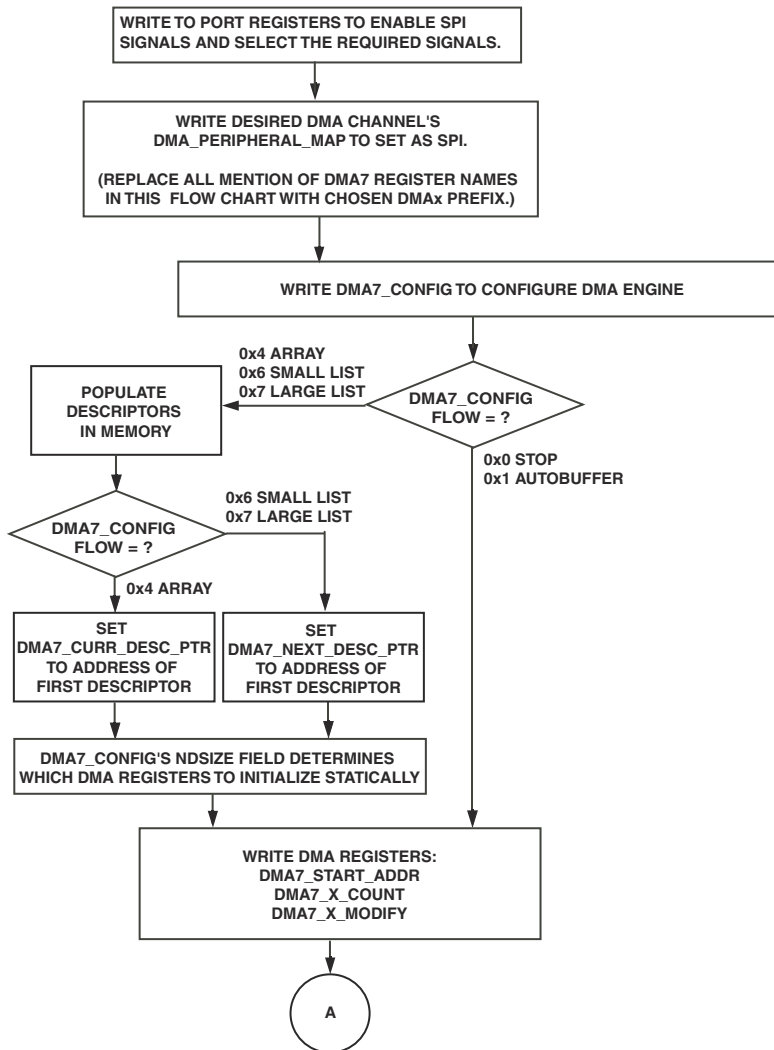 WRITE TO PORT REGISTERS TO ENABLE SPI
SIGNALS AND SELECT THE REQUIRED SIGNALS.
WRITE DESIRED DMA CHANNEL'S
DMA_PERIPHERAL_MAP TO SET AS SPI.
(REPLACE ALL MENTION OF DMA7 REGISTER NAMES
IN THIS FLOW CHART WITH CHOSEN DMAx PREFIX.)
WRITE DMA7_CONFIG TO CONFIGURE DMA ENGINE
0x4 ARRAY
0x6 SMALL LIST
0x7 LARGE LIST
DMA7_CONFIG
FLOW = ?
POPULATE
DESCRIPTORS
IN MEMORY
0x0 STOP
0x1 AUTOBUFFER
0x6 SMALL LIST
0x7 LARGE LIST
DMA7_CONFIG
FLOW = ?
0x4 ARRAY
SET
DMA7_CURR_DESC_PTR
TO ADDRESS OF
FIRST DESCRIPTOR
SET
DMA7_NEXT_DESC_PTR
TO ADDRESS OF
FIRST DESCRIPTOR
DMA7_CONFIG'S NDSIZE FIELD DETERMINES
WHICH DMA REGISTERS TO INITIALIZE STATICALLY
WRITE DMA REGISTERS:
DMA7_START_ADDR
DMA7_X_COUNT
DMA7_X_MODIFY
A